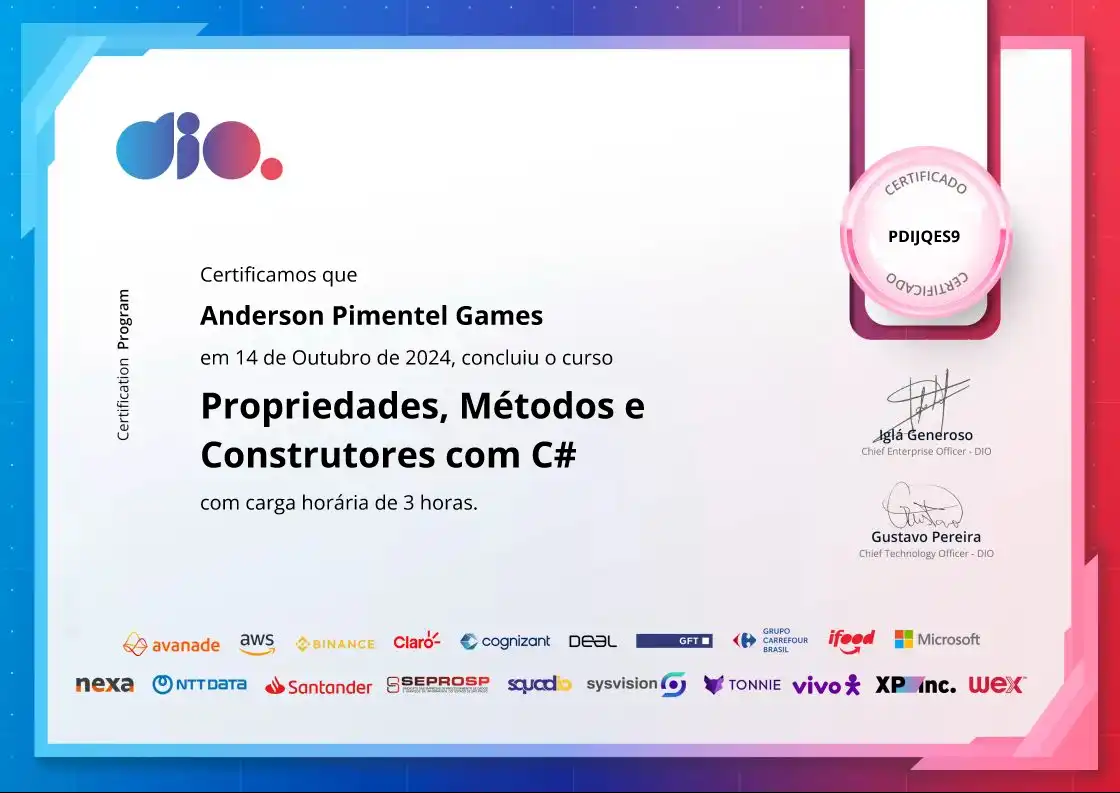 dio.
CERTIFICADO
PDIJQES9
CERTIFICADO
Certification Program
Certificamos que
Anderson Pimentel Games
em 14 de Outubro de 2024, concluiu o curso
Propriedades, Métodos e
Construtores com C#
com carga horária de 3 horas.
Iglá Generoso
Chief Enterprise Officer - DIO
Gustavo Pereira
Chief Technology Officer - DIO
avanade aws BINANCE Claro cognizant DEAL GFT GRUPO CARREFOUR BRASIL ifood Microsoft
nexa NTT DATA Santander SEPROSP squadio sysvision TONNIE vivo XP inc. wex